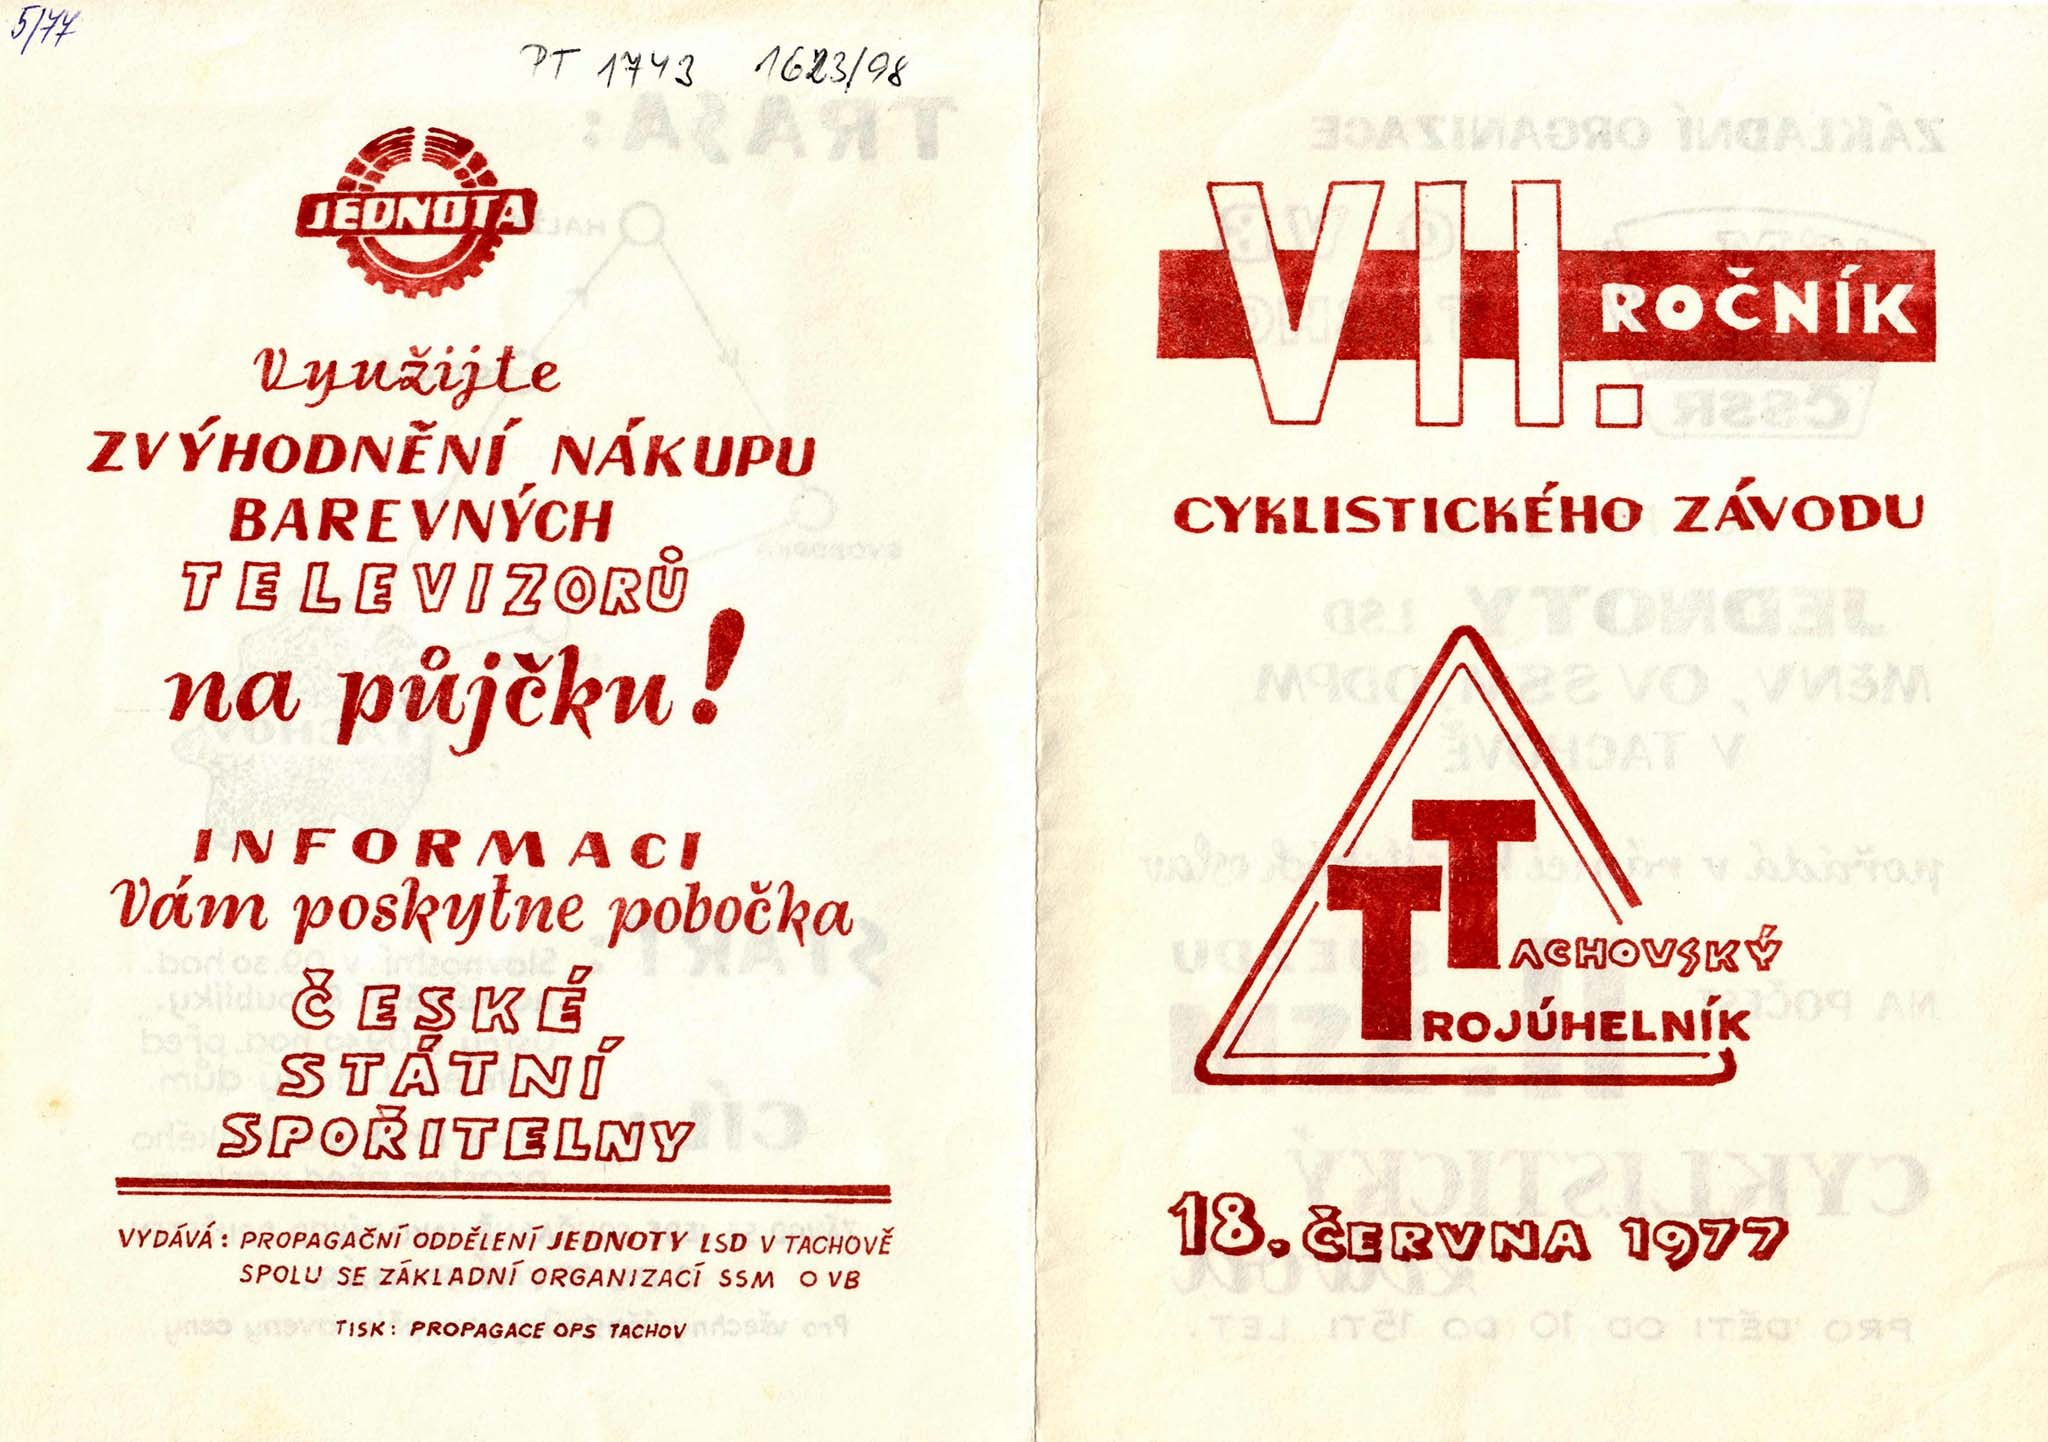 5/77
PT 1743 1623/98
JEDNOTA
Využijte
ZVÝHODNĚNÍ NÁKUPU
BAREVNÝCH
TELEVIZORŮ
na půjčku!
INFORMACI
Vám poskytne pobočka
ČESKÉ
STÁTNÍ
SPOŘITELNY
VYDÁVÁ: PROPAGAČNÍ ODDĚLENÍ JEDNOTY LSD V TACHOVĚ
SPOLU SE ZÁKLADNÍ ORGANIZACÍ SSM O VB
TISK: PROPAGACE OPS TACHOV
VII. ROČNÍK
CYKLISTICKÉHO ZÁVODU
TACHOVSKÝ
TROJÚHELNÍK
18. ČERVNA 1977